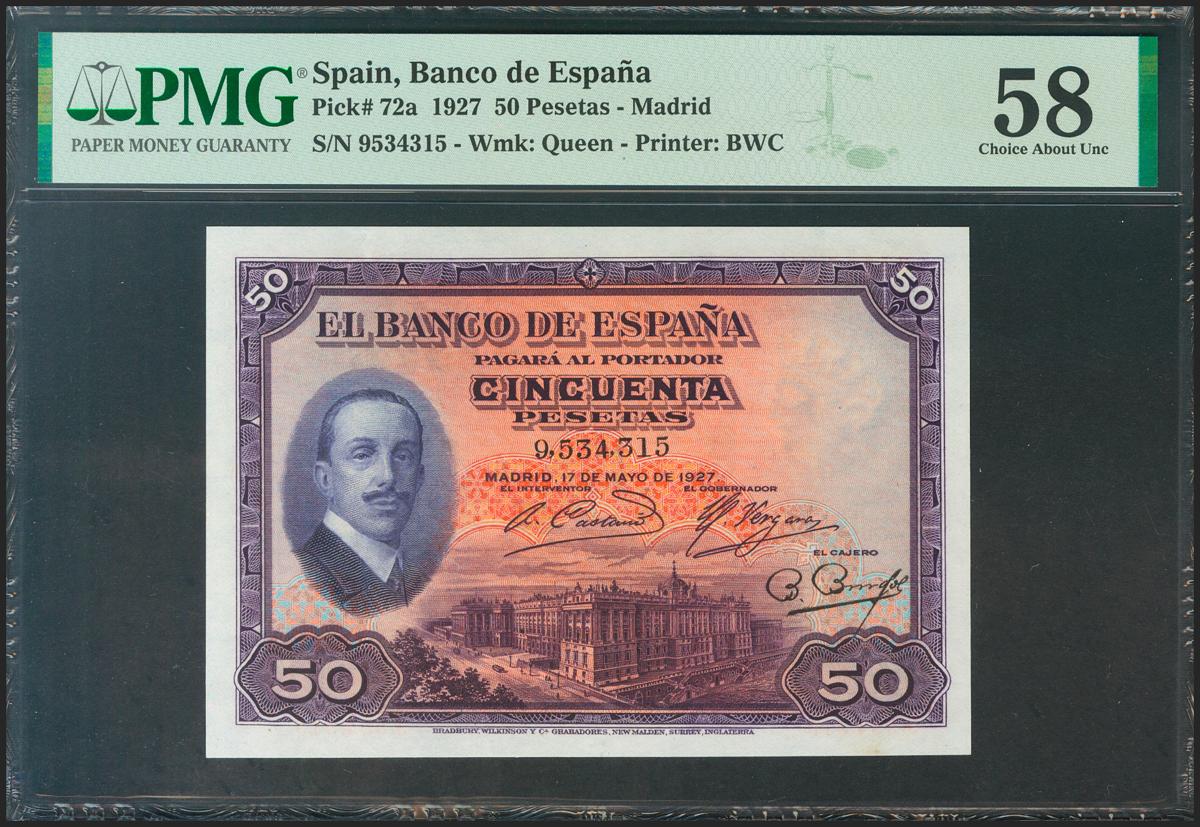 PMG®
PAPER MONEY GUARANTY
Spain, Banco de España
Pick# 72a 1927 50 Pesetas - Madrid
S/N 9534315 - Wmk: Queen - Printer: BWC
58
Choice About Unc
50
50
EL BANCO DE ESPAÑA
PAGARÁ AL PORTADOR
CINCUENTA
PESETAS
9,534,315
MADRID, 17 DE MAYO DE 1927.
EL INTERVENTOR
EL GOBERNADOR
EL CAJERO
50
50
BRADBURY, WILKINSON Y Cª GRABADORES, NEW MALDEN, SURREY, INGLATERRA